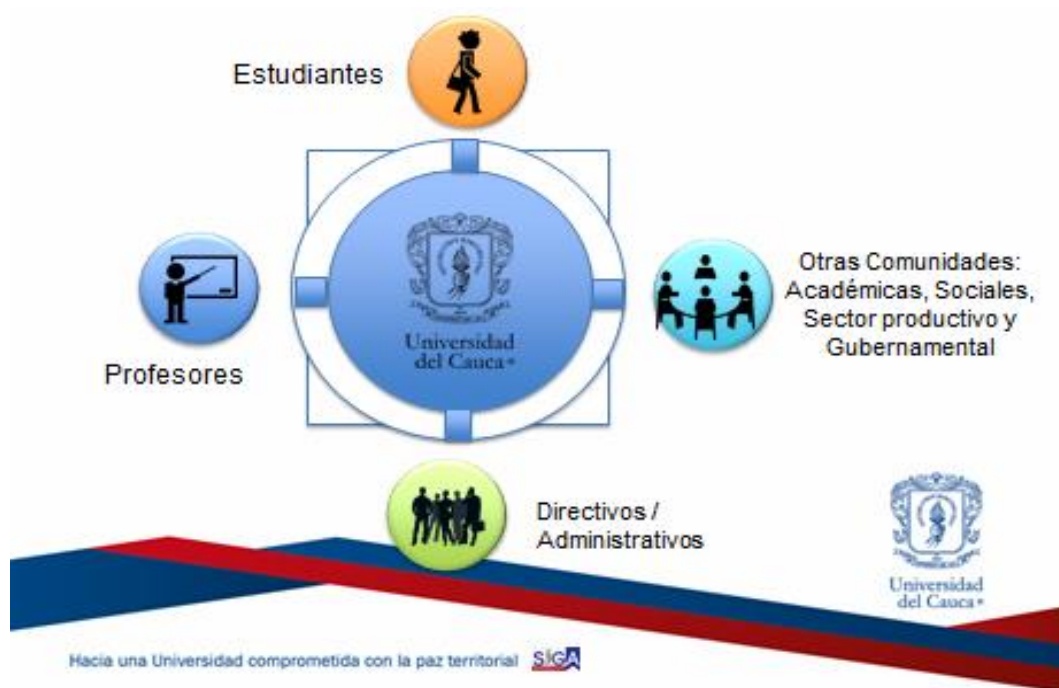 Estudiantes
Universidad
del Cauca
Profesores
Otras Comunidades:
Académicas, Sociales,
Sector productivo y
Gubernamental
Directivos /
Administrativos
Universidad
del Cauca
Hacia una Universidad comprometida con la paz territorial SIGA